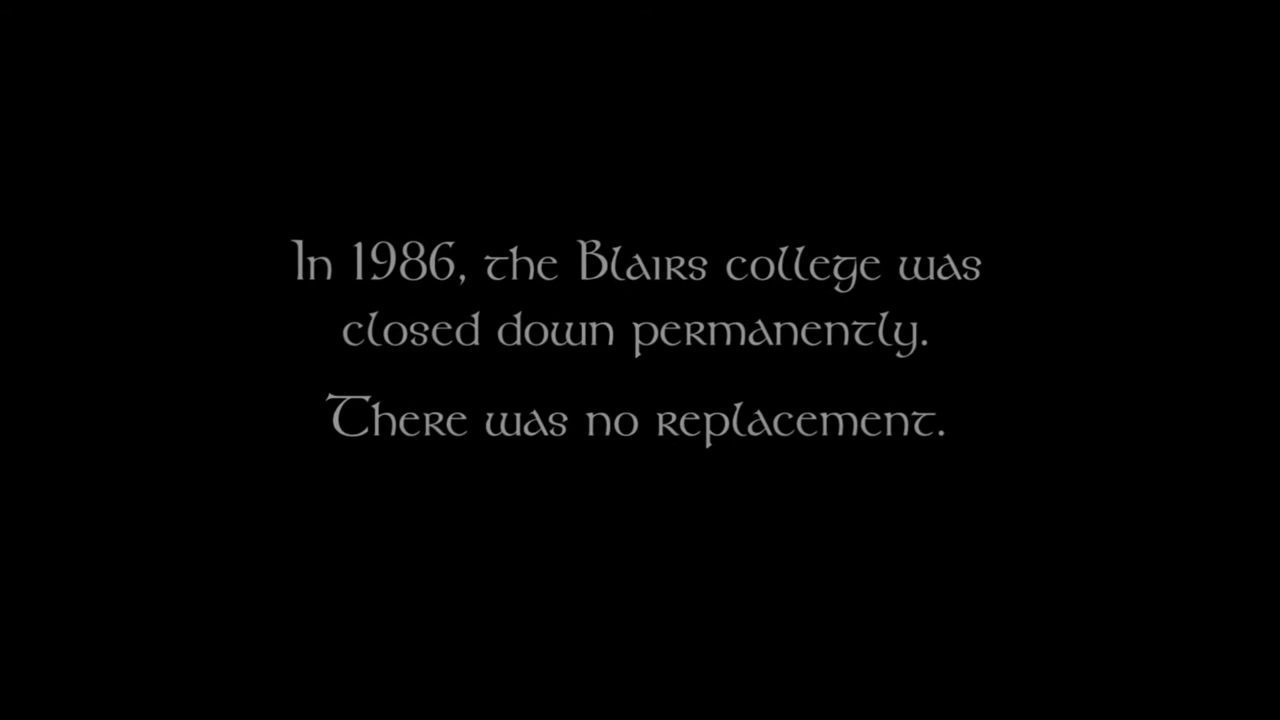 In 1986, the Blairs college was
closed down permanently.
There was no replacement.